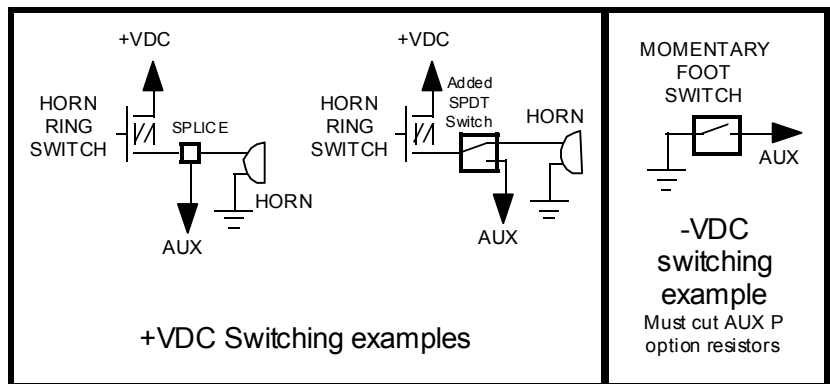 +VDC
HORN
RING
SWITCH
SPLICE
HORN
AUX
+VDC
Added
SPDT
Switch
HORN
RING
SWITCH
HORN
AUX
+VDC Switching examples
MOMENTARY
FOOT
SWITCH
AUX
-VDC
switching
example
Must cut AUX P
option resistors